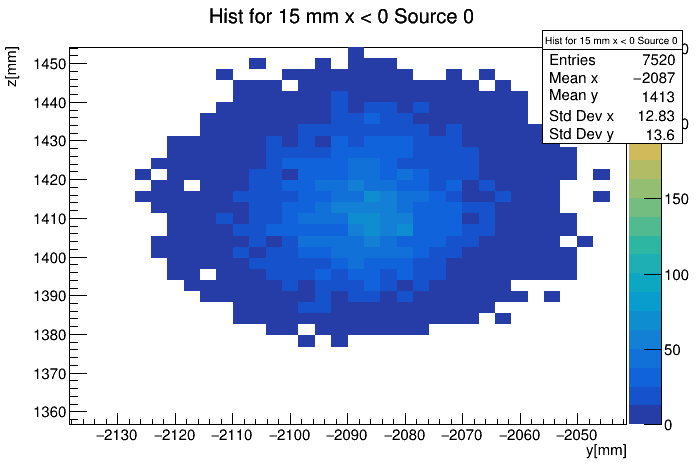 Hist for 15 mm x < 0 Source 0
z[mm]
1450
1440
1430
1420
1410
1400
1390
1380
1370
1360
−2130 −2120 −2110 −2100 −2090 −2080 −2070 −2060 −2050
y[mm]
Hist for 15 mm x < 0 Source 0
Entries 7520
Mean x −2087
Mean y 1413
Std Dev x 12.83
Std Dev y 13.6
150
100
50
0